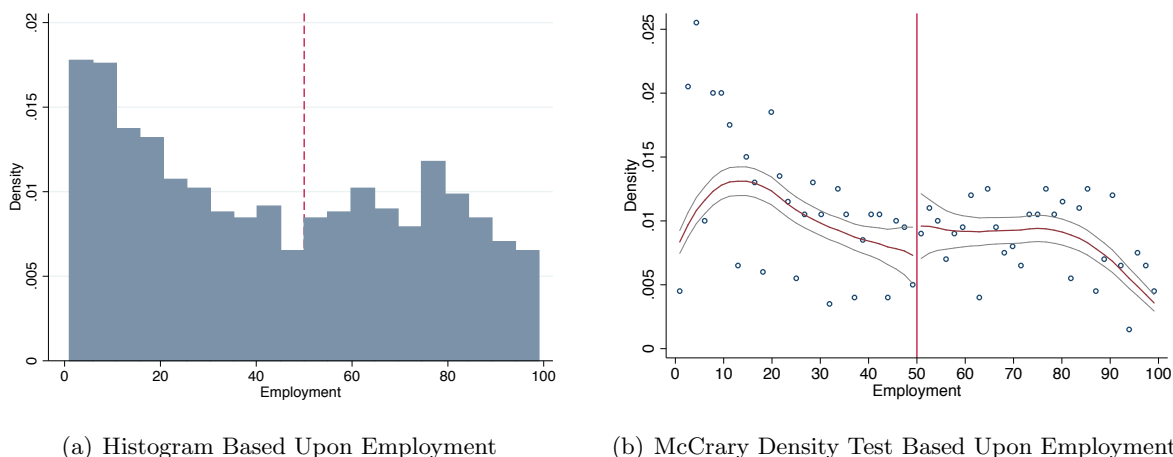 .02
.015
.01
.005
0
Density
0 20 40 60 80 100
Employment
(a) Histogram Based Upon Employment
.025
.02
.015
.01
.005
0
Density
0 10 20 30 40 50 60 70 80 90 100
Employment
(b) McCrary Density Test Based Upon Employment